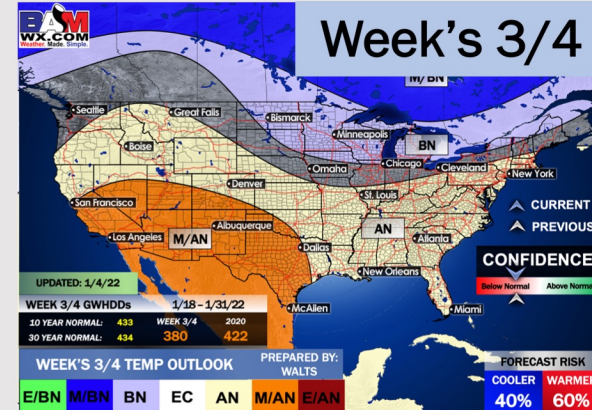 BAM
WX.COM
Weather. Made. Simple.
Week's 3/4
M/BN
Seattle
Great Falls
Bismarck
Minneapolis
BN
Boise
Omaha
Chicago
Cleveland
New York
Denver
St. Louis
San Francisco
Los Angeles
M/AN
Albuquerque
AN
Atlanta
Dallas
New Orleans
McAllen
Miami
CURRENT
PREVIOUS
CONFIDENCE
Below Normal Above Norma
UPDATED: 1/4/22
WEEK 3/4 GWHDDs 1/18 – 1/31/22
10 YEAR NORMAL: 433 WEEK 3/4 2020
30 YEAR NORMAL: 434 380 422
WEEK'S 3/4 TEMP OUTLOOK PREPARED BY:
WALTS
E/BN M/BN BN EC AN M/AN E/AN
FORECAST RISK
COOLER WARME
40% 60%